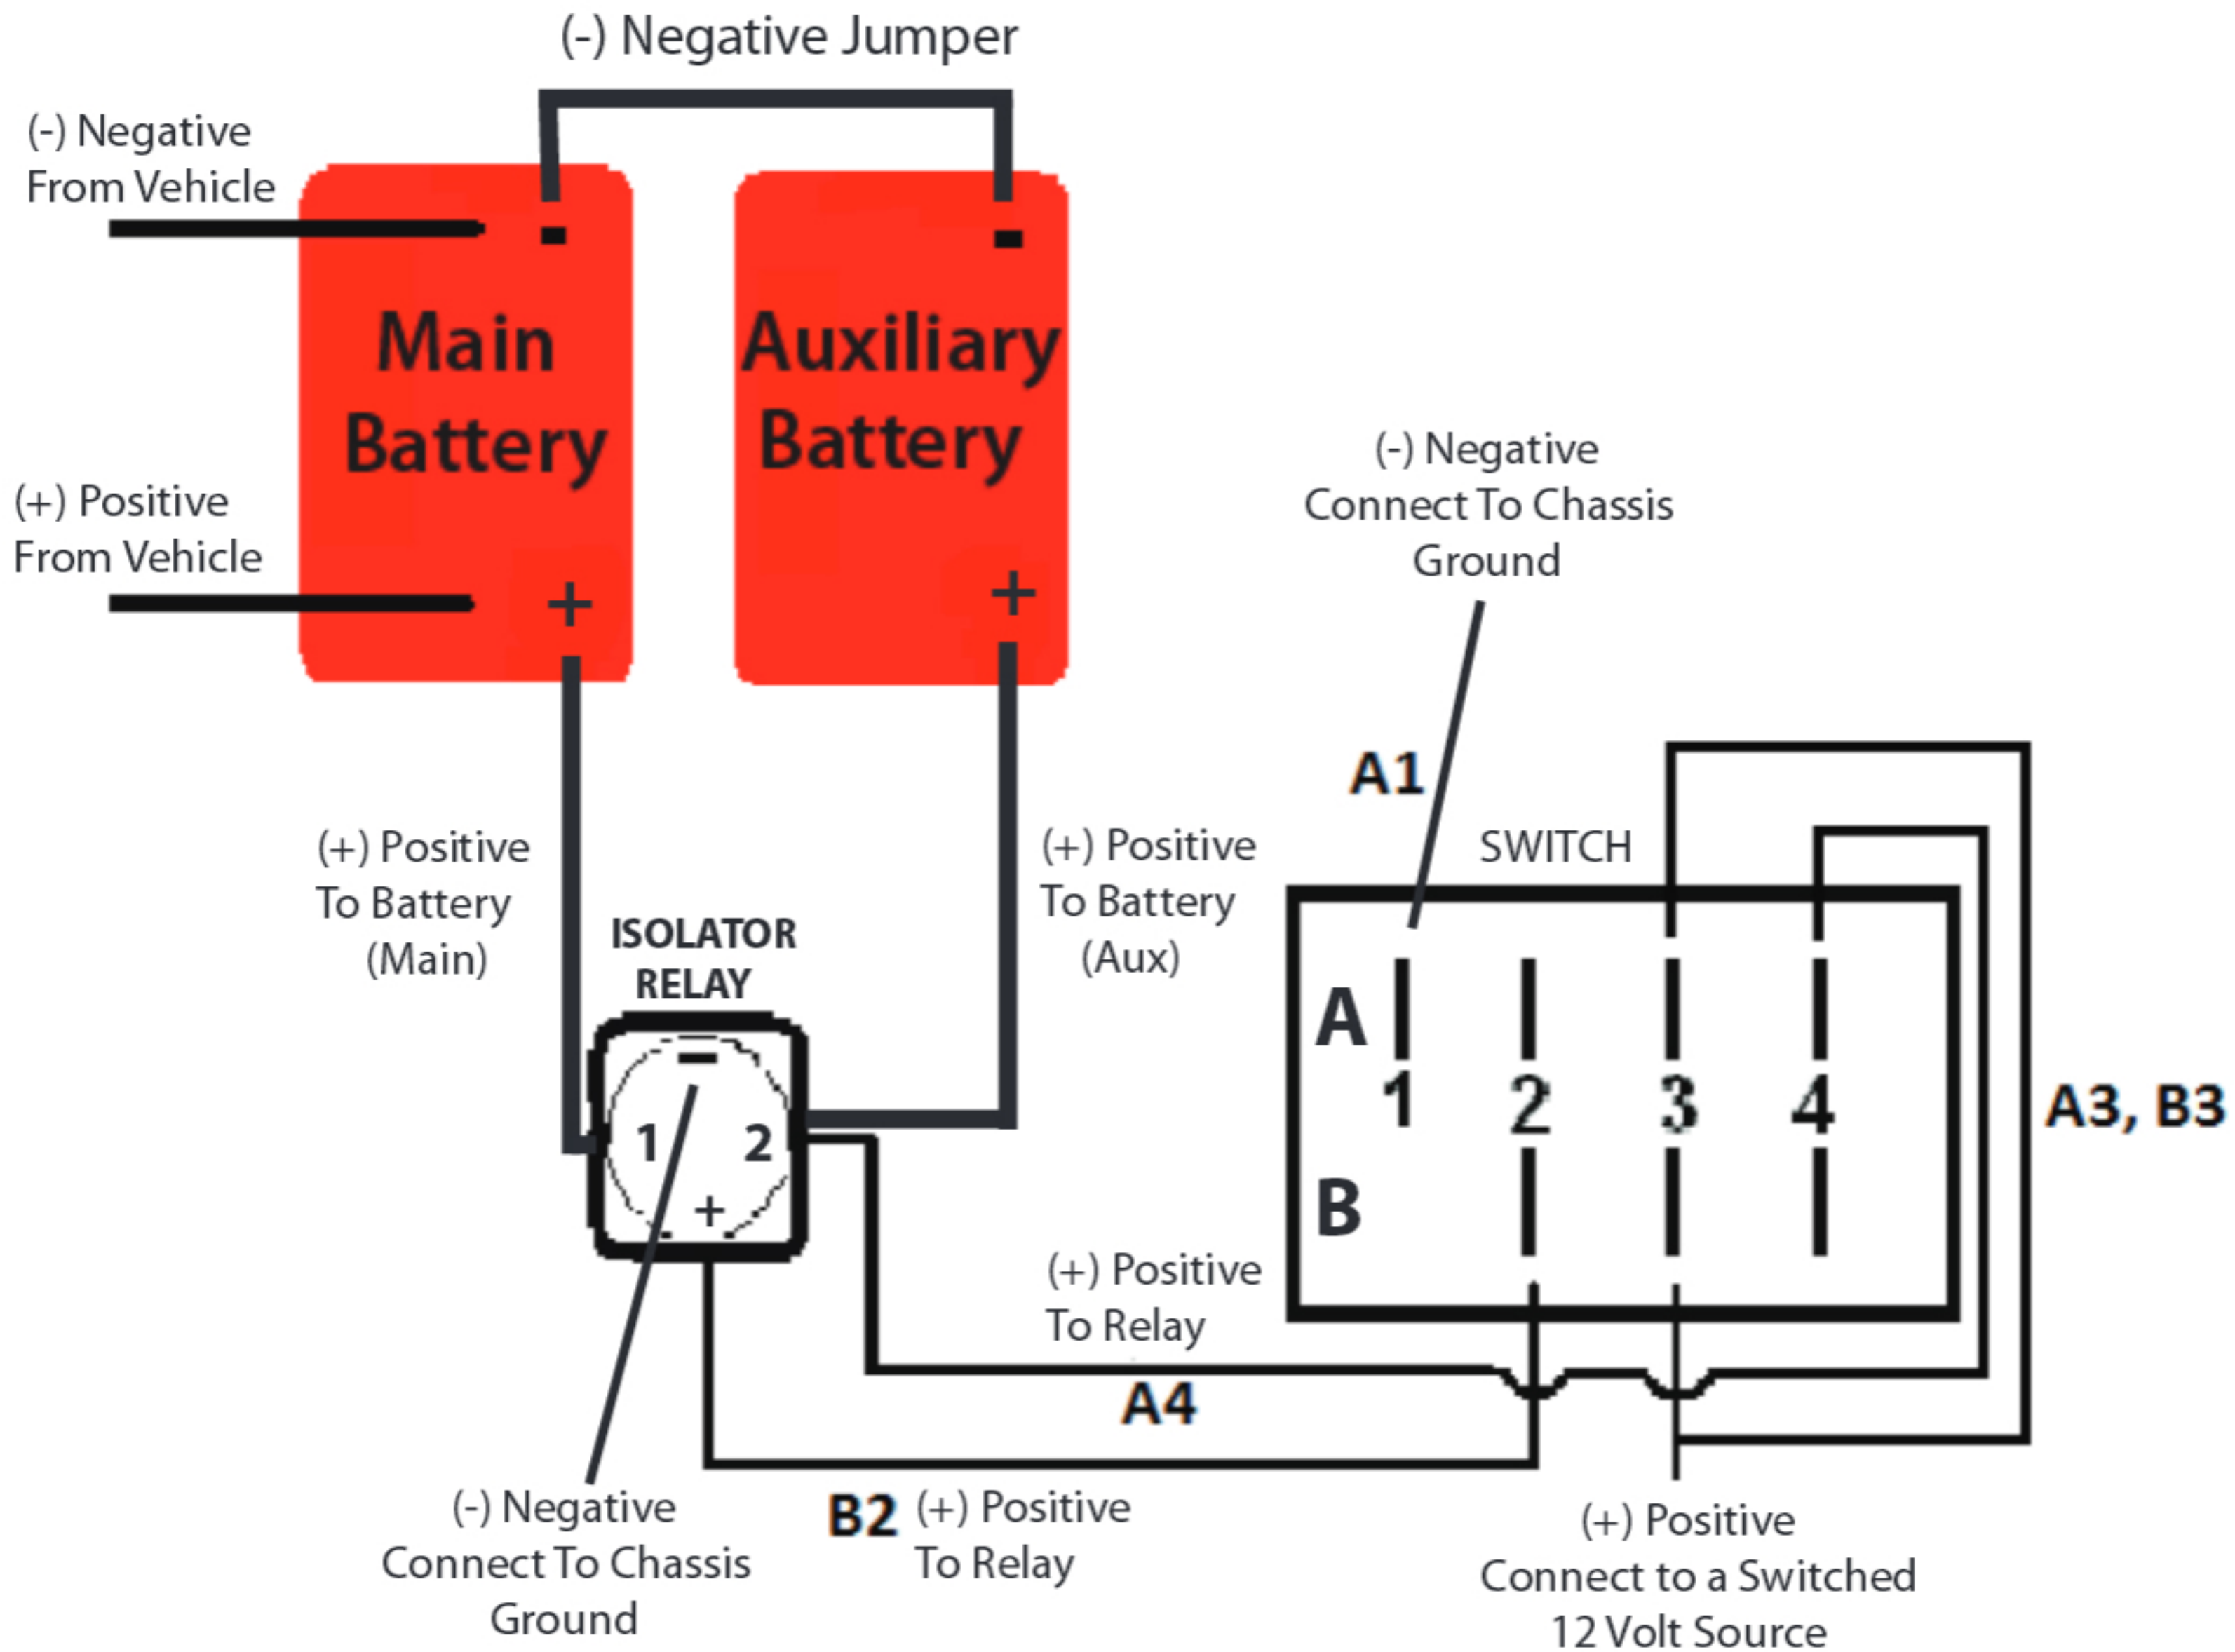 (-) Negative Jumper
(-) Negative
From Vehicle
-
-
Main
Battery
Auxiliary
Battery
(+) Positive
From Vehicle
+
+
(-) Negative
Connect To Chassis
Ground
A1
SWITCH
(+) Positive
To Battery
(Main)
(+) Positive
To Battery
(Aux)
ISOLATOR
RELAY
-
1 2
+
A
1 2 3 4
B
A3, B3
(+) Positive
To Relay
A4
B2 (+) Positive
To Relay
(-) Negative
Connect To Chassis
Ground
(+) Positive
Connect to a Switched
12 Volt Source